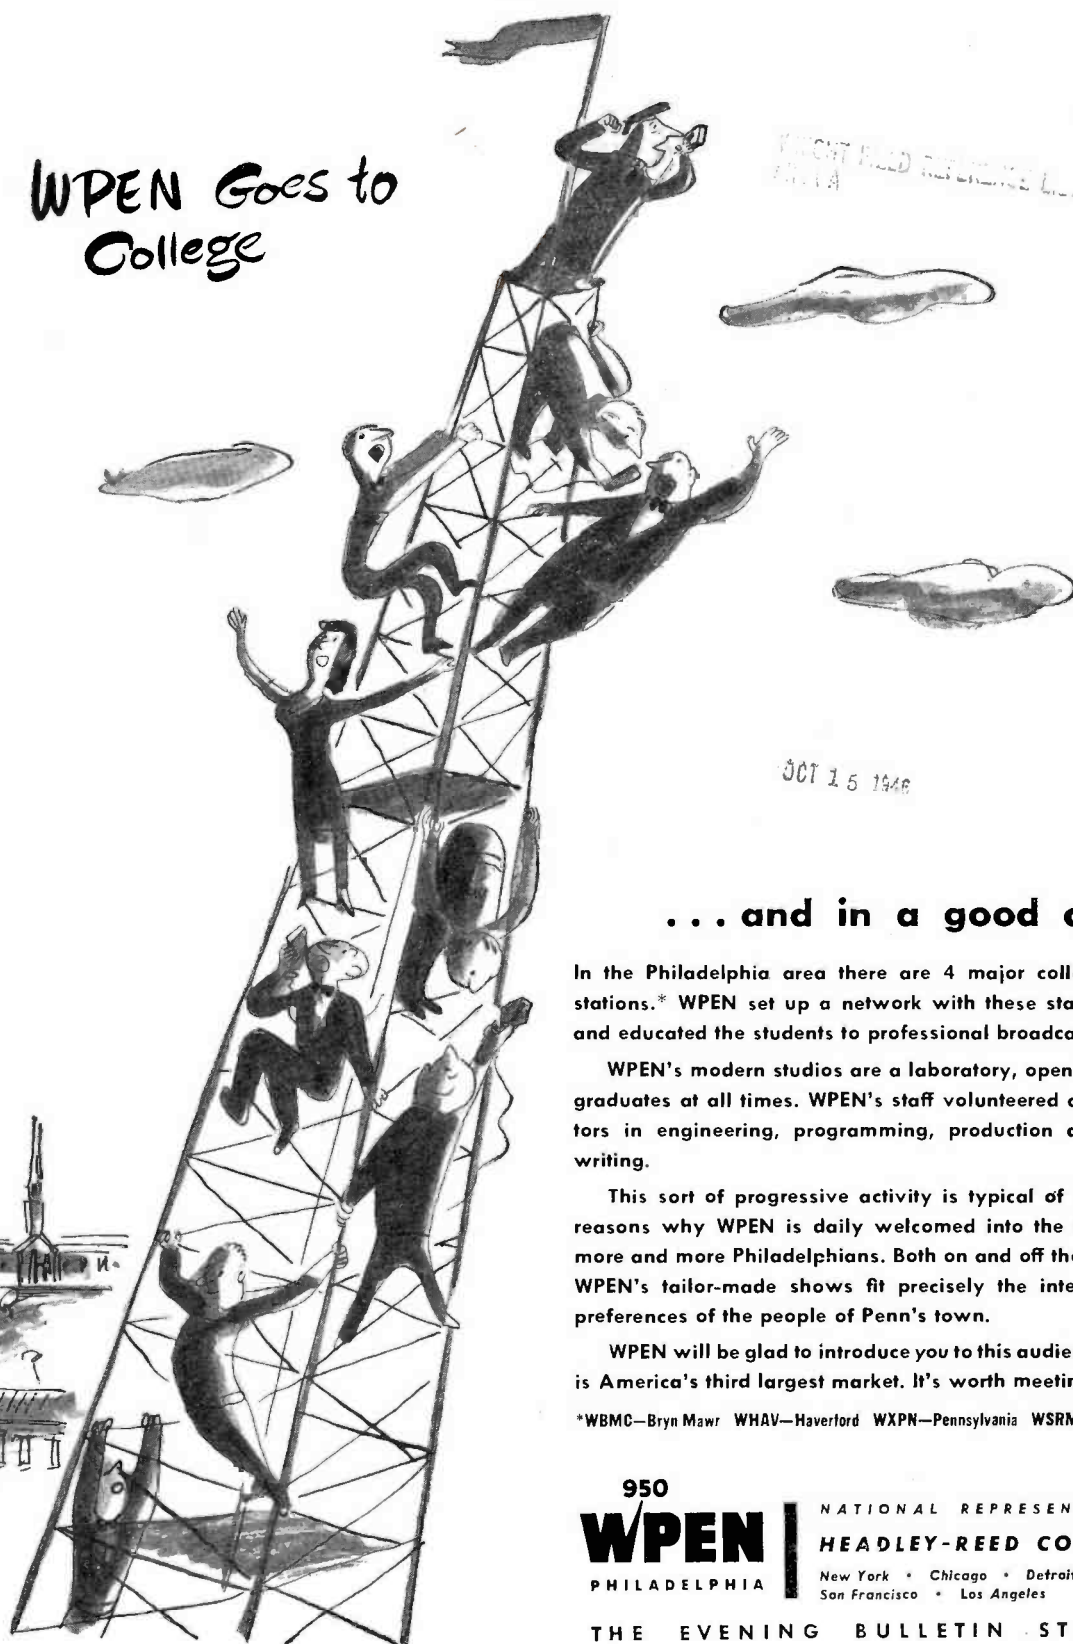 WPEN Goes to
College
OCT 15 1946
... and in a good
In the Philadelphia area there are 4 major coll
stations.* WPEN set up a network with these sta
and educated the students to professional broadca
WPEN's modern studios are a laboratory, open
graduates at all times. WPEN's staff volunteered
tors in engineering, programming, production
writing.
This sort of progressive activity is typical of
reasons why WPEN is daily welcomed into the
more and more Philadelphians. Both on and off the
WPEN's tailor-made shows fit precisely the inte
preferences of the people of Penn's town.
WPEN will be glad to introduce you to this audie
is America's third largest market. It's worth meetin
*WBMC—Bryn Mawr WHAV—Haverford WXPN—Pennsylvania WSRM
950
WPEN
PHILADELPHIA
NATIONAL REPRESEN
HEADLEY-REED CO
New York • Chicago • Detroit
San Francisco • Los Angeles
THE EVENING BULLETIN ST